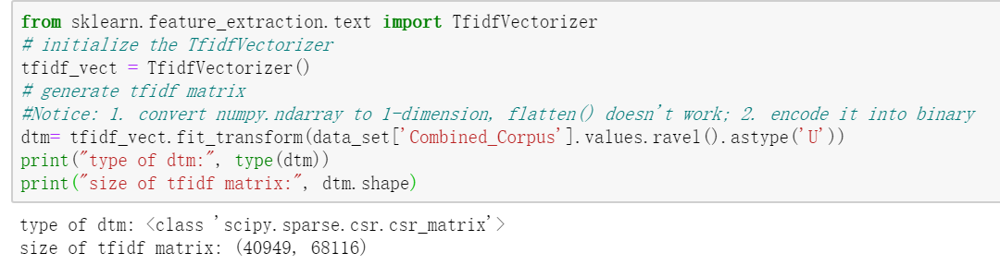 from sklearn.feature_extraction.text import TfidfVectorizer
# initialize the TfidfVectorizer
tfidf_vect = TfidfVectorizer()
# generate tfidf matrix
#Notice: 1. convert numpy.ndarray to 1-dimension, flatten() doesn't work; 2. encode it into binary
dtm= tfidf_vect.fit_transform(data_set['Combined_Corpus'].values.ravel().astype('U'))
print("type of dtm:", type(dtm))
print("size of tfidf matrix:", dtm.shape)
type of dtm: <class 'scipy.sparse.csr.csr_matrix'>
size of tfidf matrix: (40949, 68116)